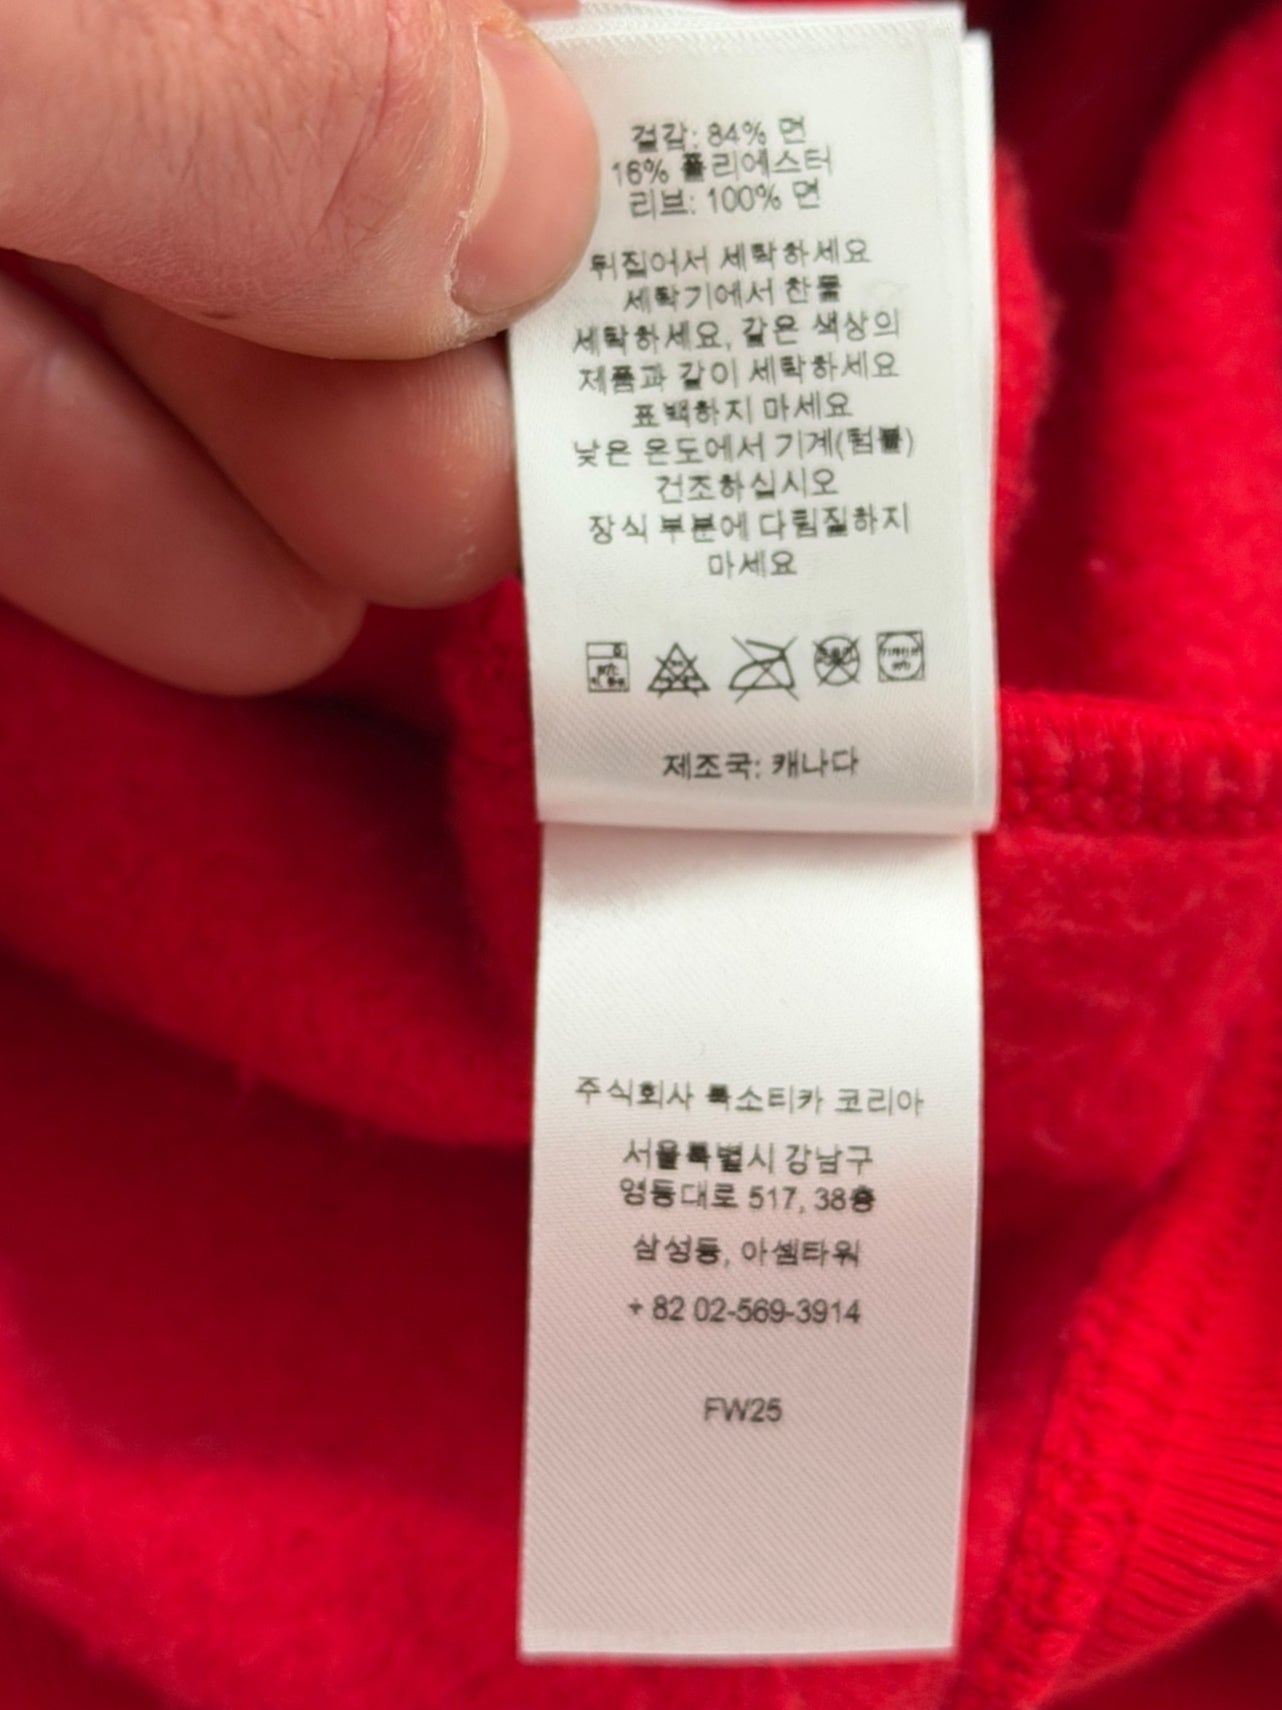 겉감: 84% 면
16% 폴리에스터
리브: 100% 면
뒤집어서 세탁하세요
세탁기에서 찬물
세탁하세요, 같은 색상의
제품과 같이 세탁하세요
표백하지 마세요
낮은 온도에서 기계(텀블)
건조하십시오
장식 부분에 다림질하지
마세요
제조국: 캐나다
주식회사 룩소티카 코리아
서울특별시 강남구
영동대로 517, 38층
삼성동, 아셈타워
+ 82 02-569-3914
FW25